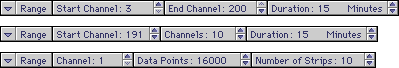 Range Start Channel: 3 End Channel: 200 Duration: 15 Minutes
Range Start Channel: 191 Channels: 10 Duration: 15 Minutes
Range Channel: 1 Data Points: 16000 Number of Strips: 10